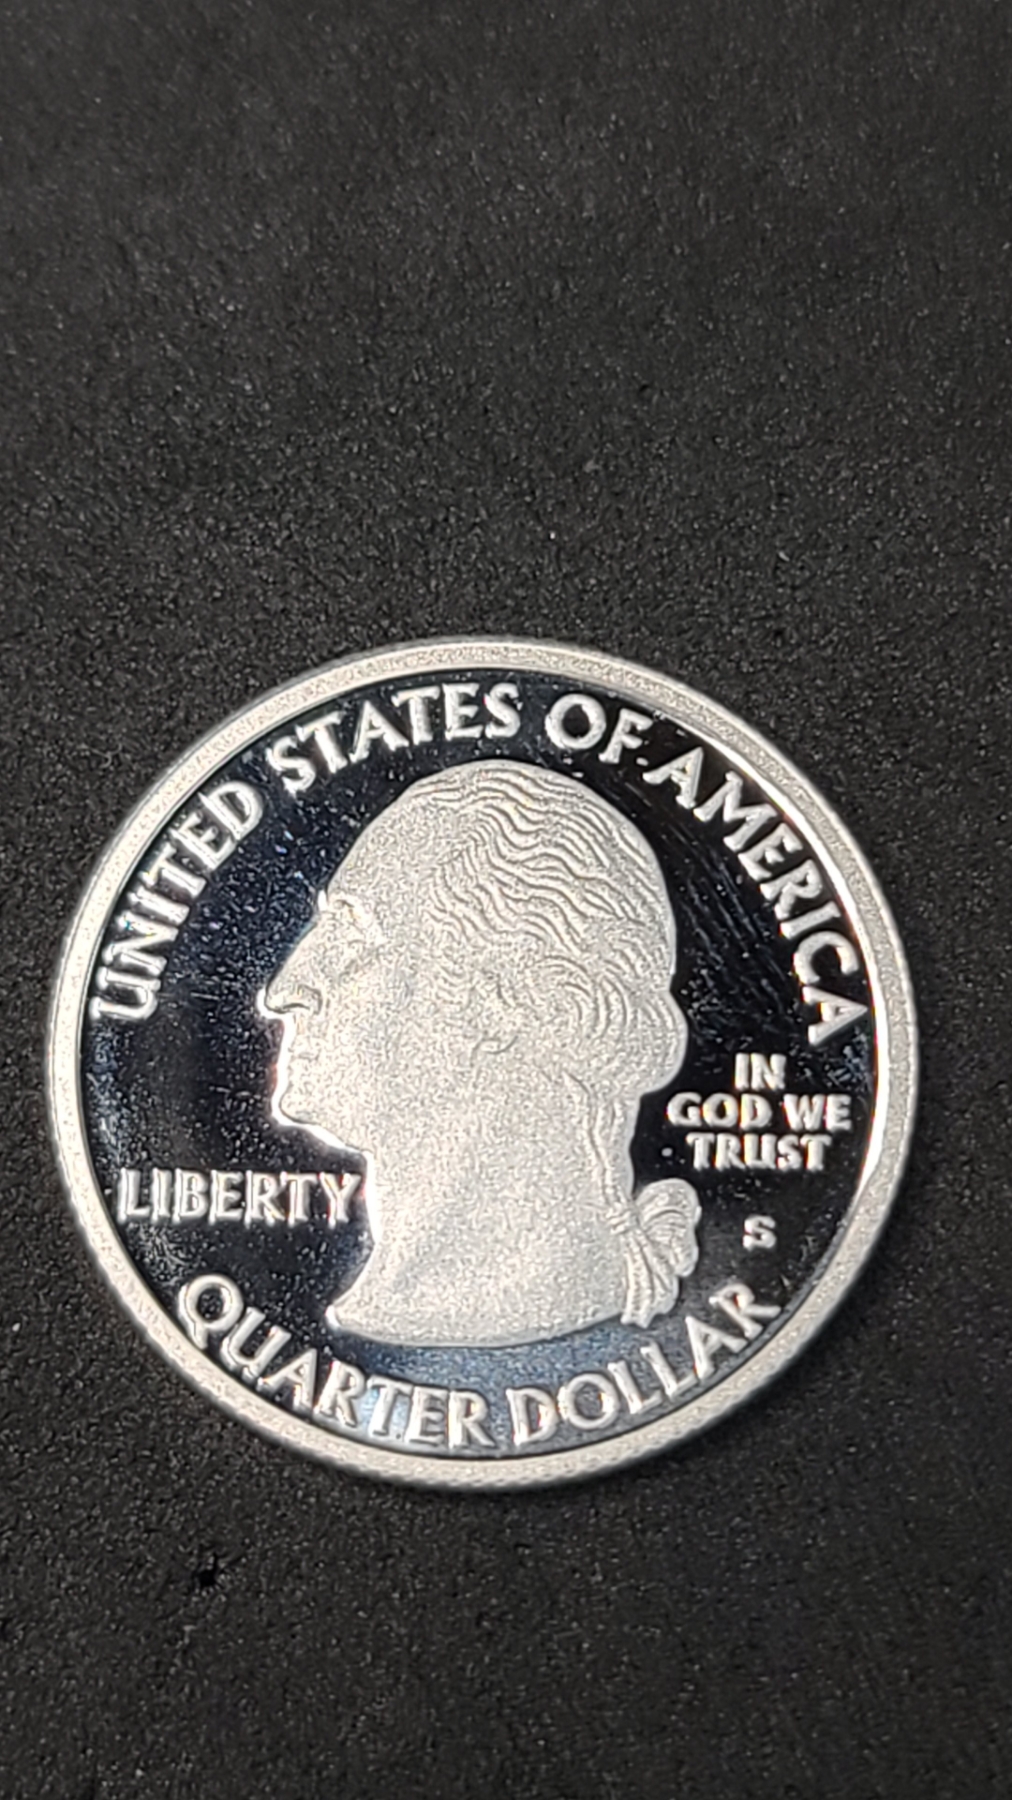 UNITED STATES OF AMERICA
LIBERTY
IN
GOD WE
TRUST
S
QUARTER DOLLAR